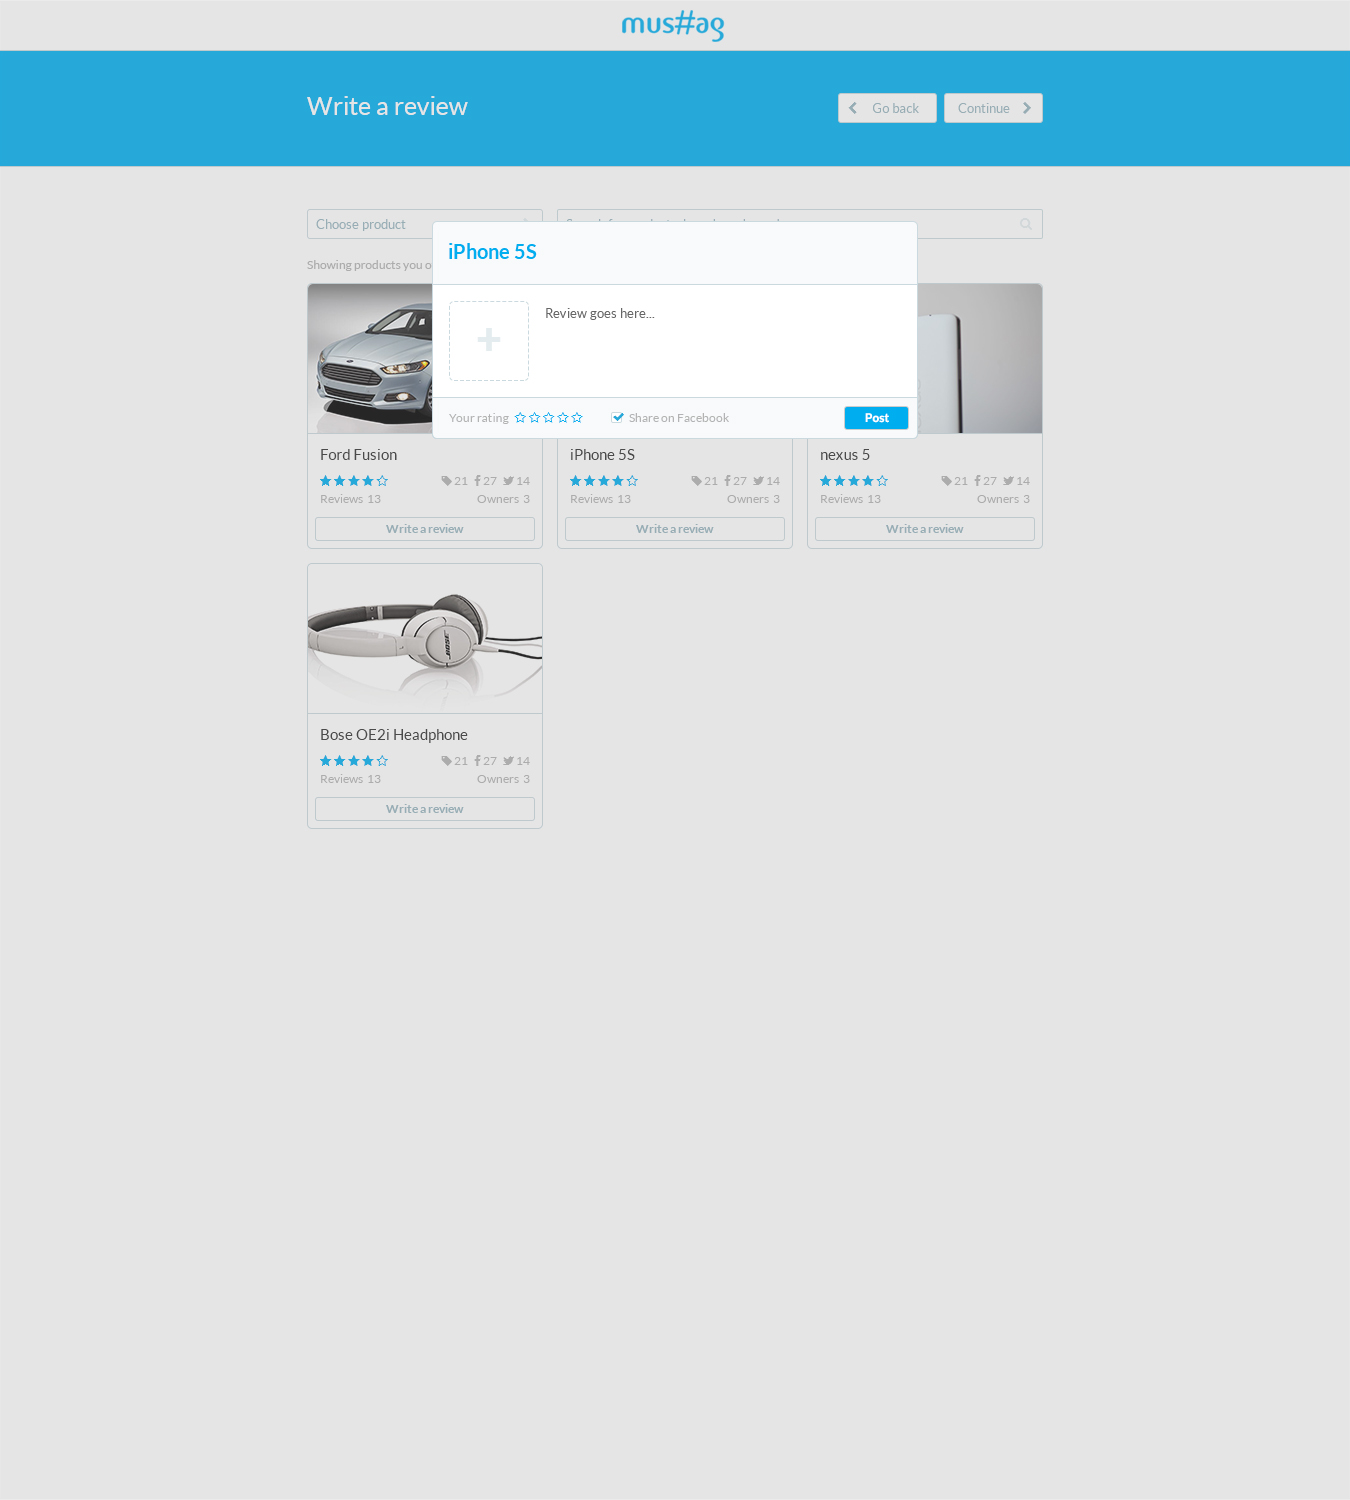 mus#ag
Write a review
Go back
Continue
Choose product
Showing products you
iPhone 5S
Review goes here...
Your rating
Share on Facebook
Post
Ford Fusion
21 27 14
Reviews 13
Owners 3
Write a review
iPhone 5S
21 27 14
Reviews 13
Owners 3
Write a review
nexus 5
21 27 14
Reviews 13
Owners 3
Write a review
BOSE
Bose OE2i Headphone
21 27 14
Reviews 13
Owners 3
Write a review